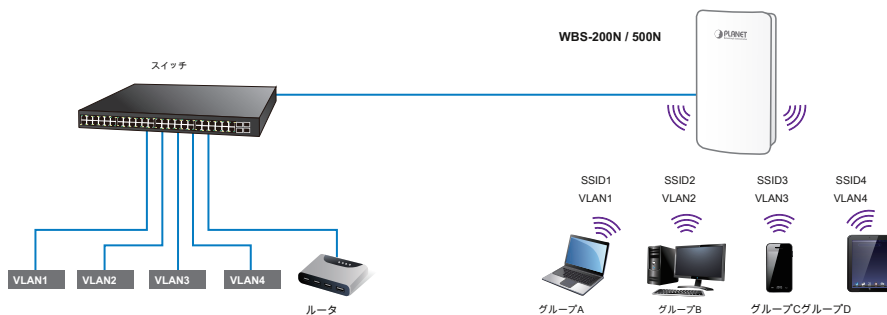 WBS-200N / 500N
PLANET
スイッチ
SSID1 SSID2 SSID3 SSID4
VLAN1 VLAN2 VLAN3 VLAN4
VLAN1 VLAN2 VLAN3 VLAN4
ルータ グループA グループB グループCグループD